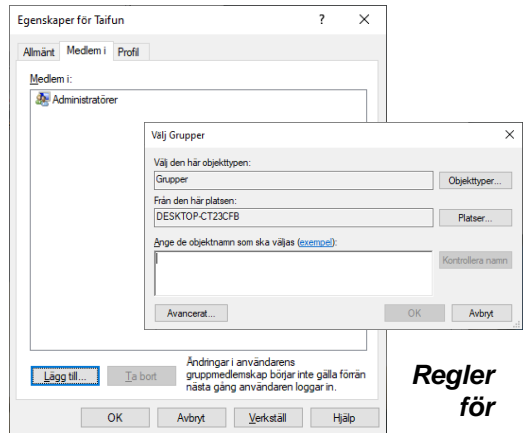 Egenskaper för Taifun
Allmänt Medlem i Profil
Medlem i:
Administratörer
Välj Grupper
Välj den här objekttypen:
Grupper
Objekttyper...
Från den här platsen:
DESKTOP-CT23CFB
Platser...
Ange de objektnamn som ska väljas (exempel):
Kontrollera namn
Avancerat...
OK Avbryt
Lägg till... Ta bort
Ändringar i användarens
gruppmedlemskap börjar inte gälla förrän
nästa gång användaren loggar in.
OK Avbryt Verkställ Hjälp
Regler
för